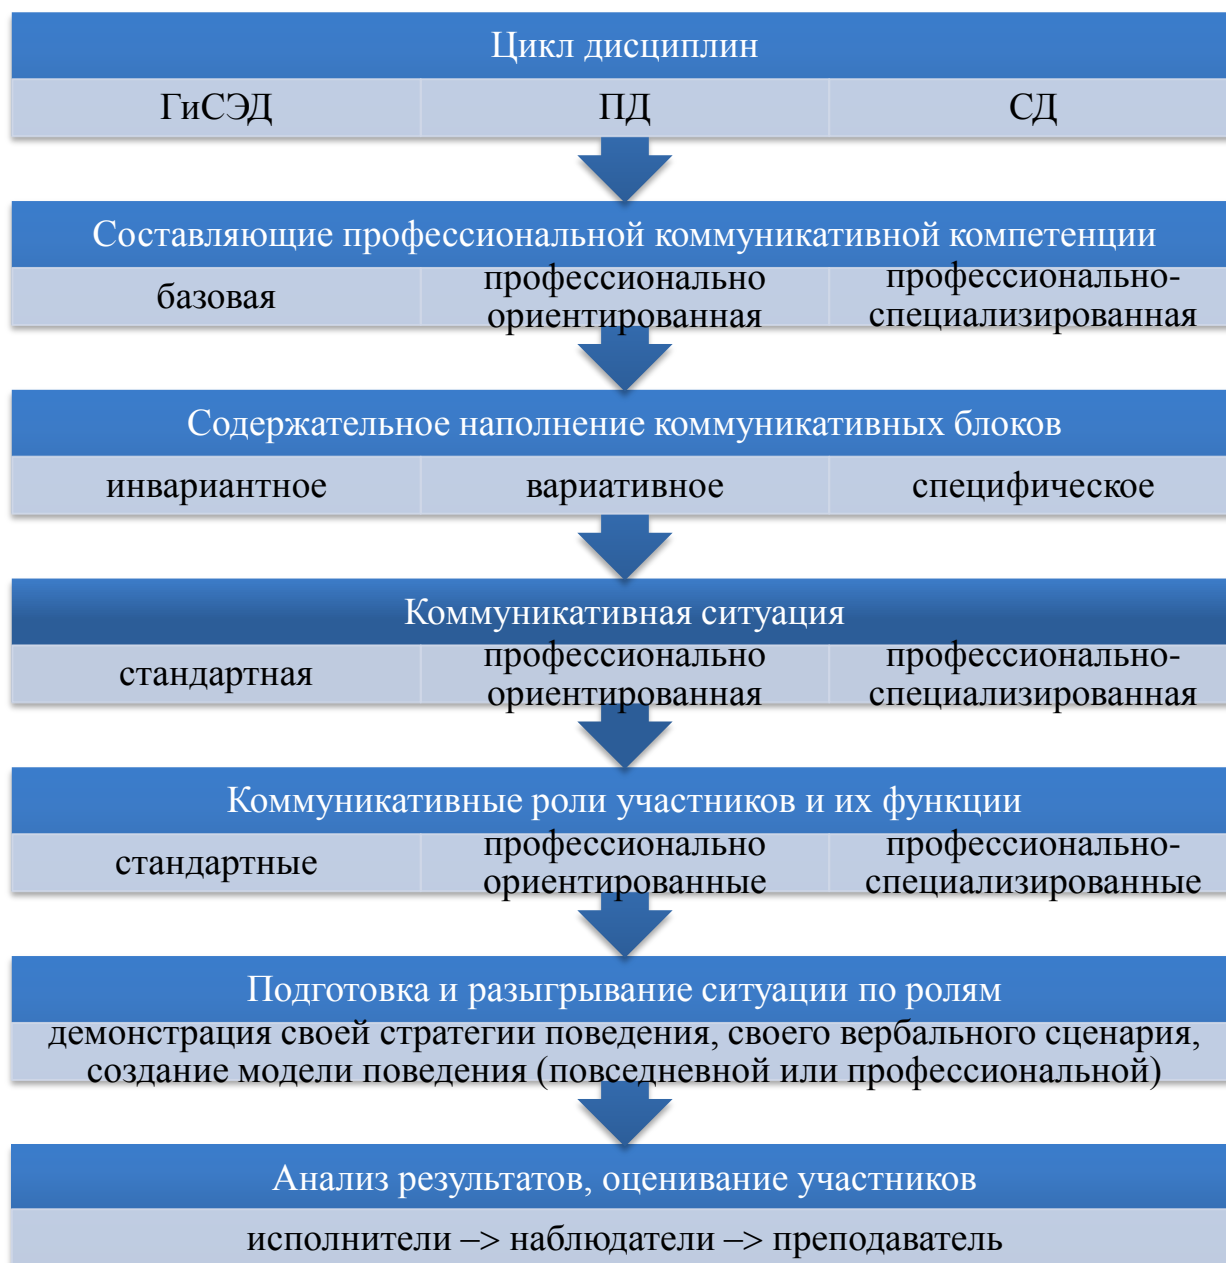 Цикл дисциплин
ГиСЭД ПД СД
Составляющие профессиональной коммуникативной компетенции
базовая
профессионально
ориентированная
профессионально-
специализированная
Содержательное наполнение коммуникативных блоков
инвариантное вариативное специфическое
Коммуникативная ситуация
стандартная
профессионально
ориентированная
профессионально-
специализированная
Коммуникативные роли участников и их функции
стандартные
профессионально
ориентированные
профессионально-
специализированные
Подготовка и разыгрывание ситуации по ролям
демонстрация своей стратегии поведения, своего вербального сценария,
создание модели поведения (повседневной или профессиональной)
Анализ результатов, оценивание участников
исполнители –> наблюдатели –> преподаватель